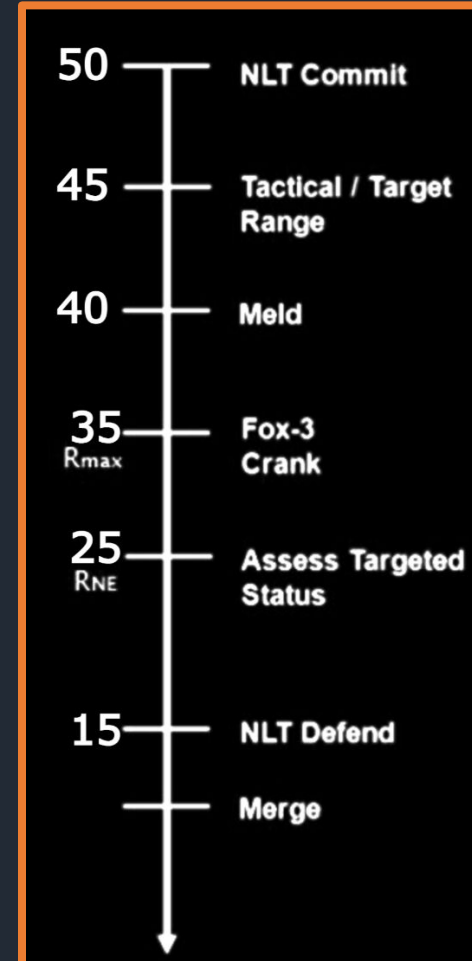 50 NLT Commit
45 Tactical / Target
Range
40 Meld
35 Fox-3
Rmax Crank
25 Assess Targeted
RNE Status
15 NLT Defend
Merge